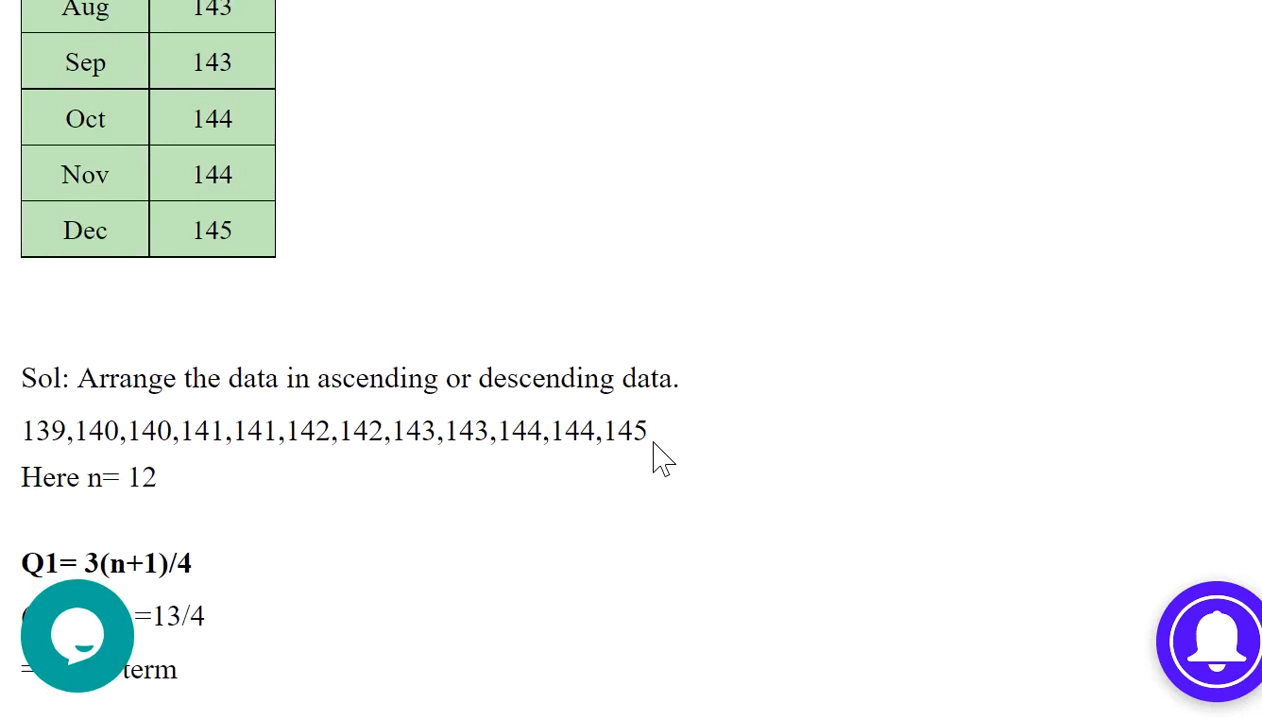 Aug 143
Sep 143
Oct 144
Nov 144
Dec 145
Sol: Arrange the data in ascending or descending data.
139,140,140,141,141,142,142,143,143,144,144,145
Here n= 12
Q1= 3(n+1)/4
=13/4
term